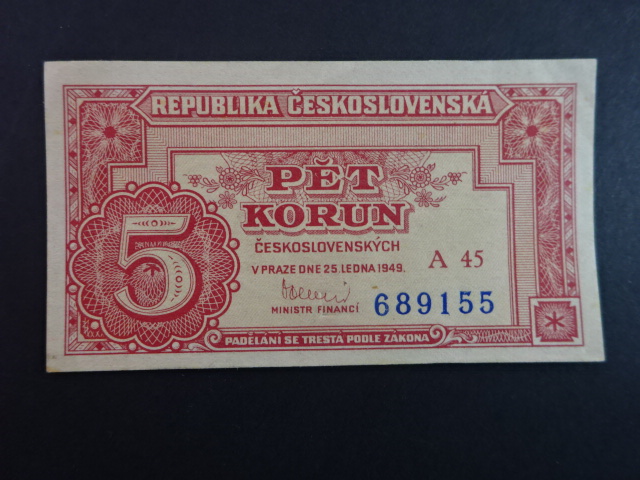 REPUBLIKA ČESKOSLOVENSKÁ
PĚT
KORUN
ČESKOSLOVENSKÝCH
V PRAZE DNE 25. LEDNA 1949.
A 45
5
689155
MINISTR FINANCÍ
PADĚLÁNÍ SE TRESTÁ PODLE ZÁKONA